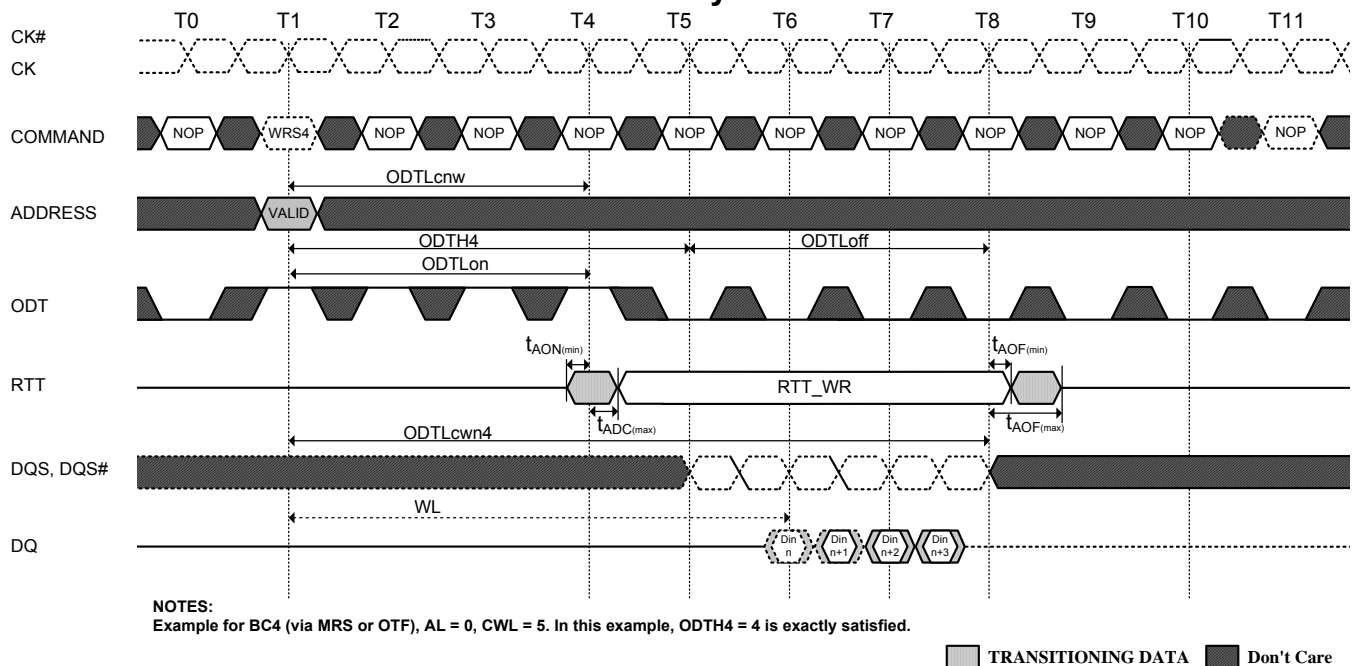 T0 T1 T2 T3 T4 T5 T6 T7 T8 T9 T10 T11
CK#
CK
COMMAND NOP WRS4 NOP NOP NOP NOP NOP NOP NOP NOP NOP NOP
ODTLcnw
ADDRESS VALID
ODTH4 ODTLoff
ODTLon
ODT
tAON(min) tAOF(min)
RTT RTT_WR
tADC(max) tAOF(max)
ODTLcwn4
DQS, DQS#
WL
DQ Din n Din n+1 Din n+2 Din n+3
NOTES:
Example for BC4 (via MRS or OTF), AL = 0, CWL = 5. In this example, ODTH4 = 4 is exactly satisfied.
TRANSITIONING DATA Don't Care